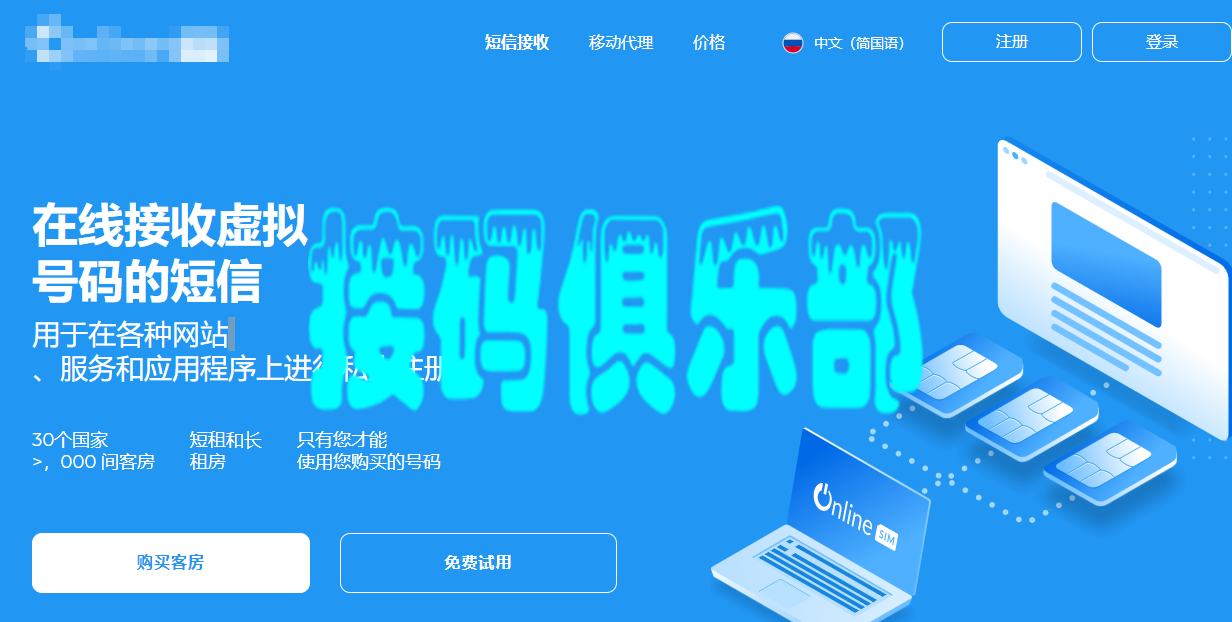 短信接收
移动代理
价格
中文（简国语）
注册
登录
在线接收虚拟
号码的短信
接码俱乐部
用于在各种网站
、服务和应用程序上进行私人注册
30个国家
>，000 间客房
短租和长
租房
只有您才能
使用您购买的号码
购买客房
免费试用
Online SIM